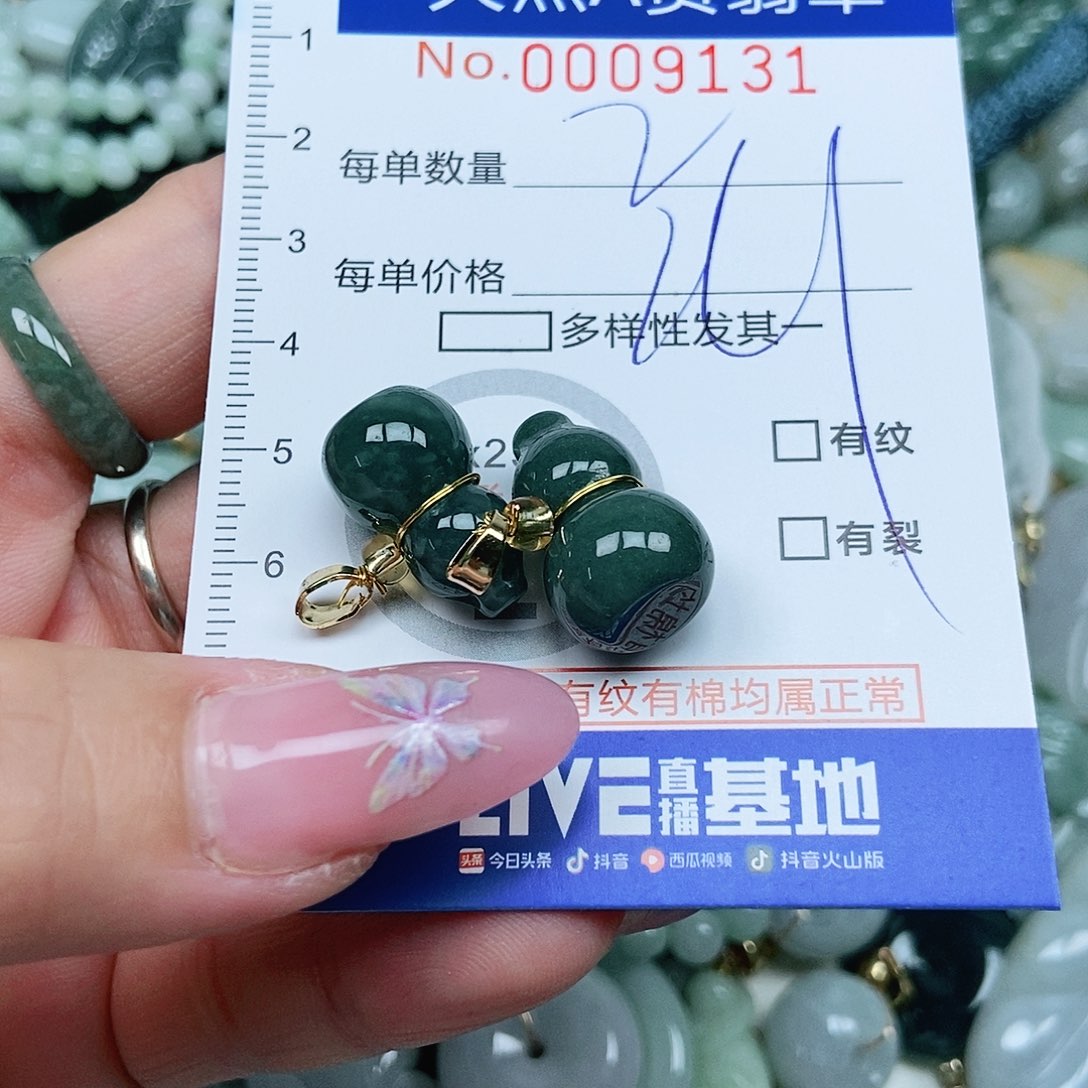 1
No.0009131
2
每单数量
3
每单价格
多样性发其一
4
5
有纹
6
有裂
有纹有棉均属正常
LIVE直播基地
头条 今日头条 抖音 西瓜视频 抖音火山版